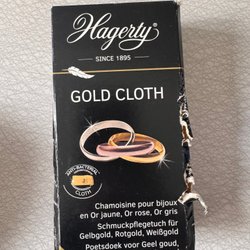 Hagerty
SINCE 1895
GOLD CLOTH
ANTI-BACTERIAL
CLOTH
Chamoisine pour bijoux
en Or jaune, Or rose, Or gris
Schmuckpflegetuch für
Gelbgold, Rotgold, Weißgold
Poetsdoek voor Geel goud,